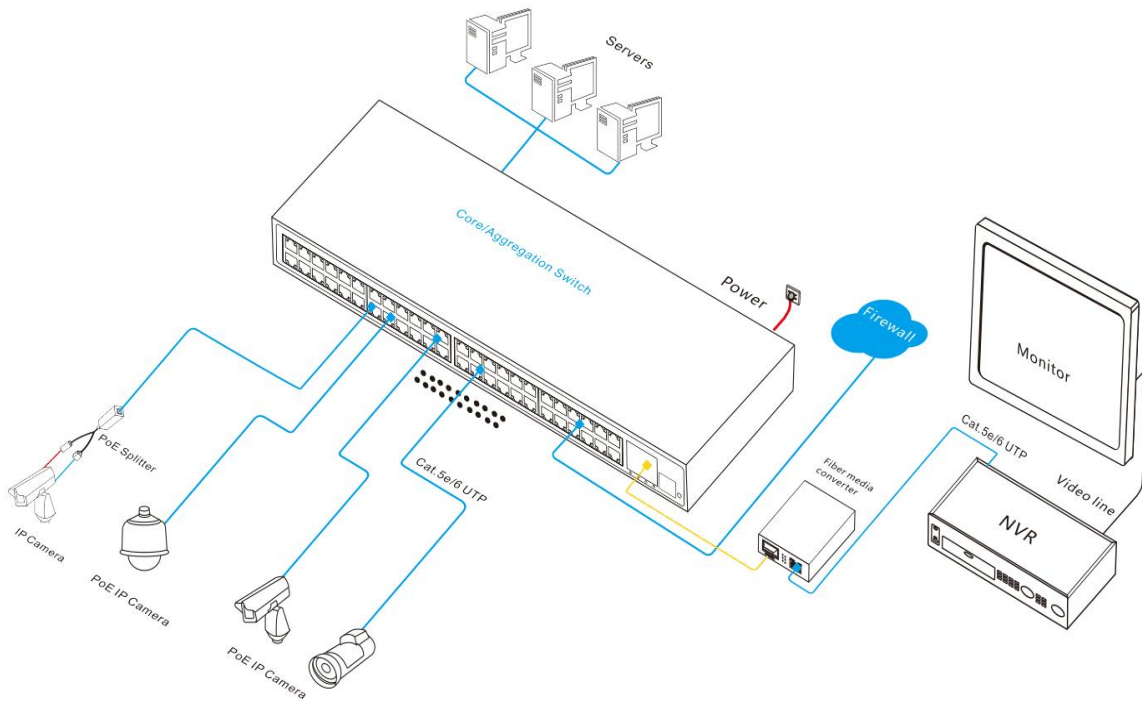 Servers
Core/Aggregation Switch
Power
Firewall
Monitor
PoE Splitter
Cat.5e/6 UTP
Cat.5e/6 UTP
Fiber media
converter
Video line
NVR
IP Camera
PoE IP Camera
PoE IP Camera